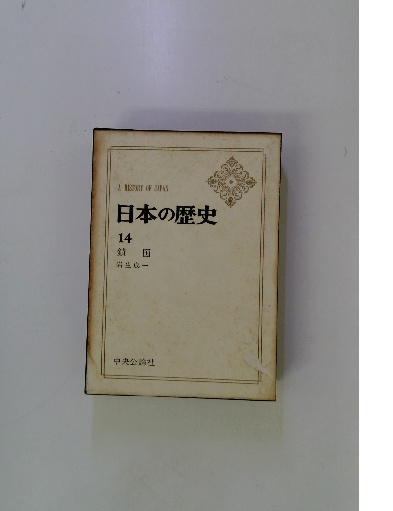 A HISTORY OF JAPAN
日本の歴史
14
鎖 国
岩生成一
中央公論社